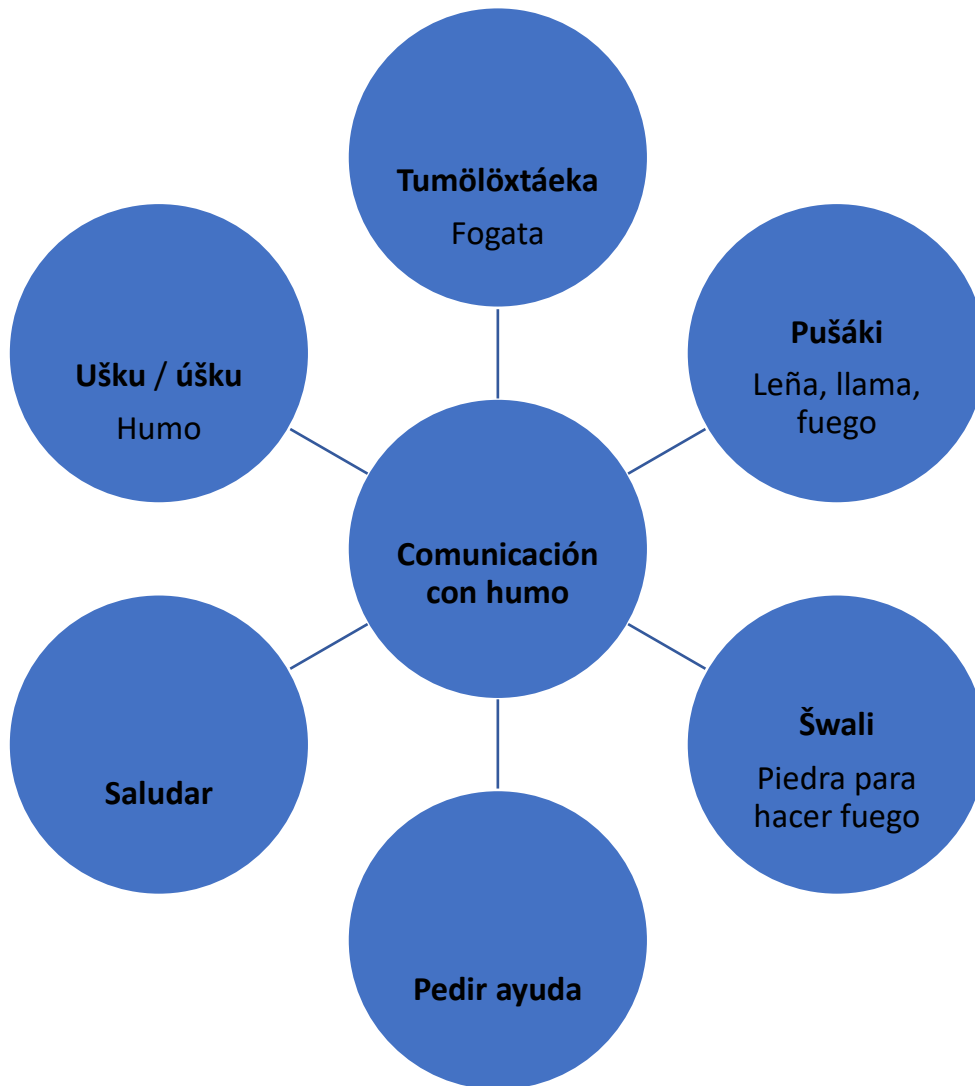 Tumölöxtáeka
Fogata
Pušáki
Leña, llama,
fuego
Ušku / úšku
Humo
Comunicación
con humo
Šwali
Piedra para
hacer fuego
Saludar
Pedir ayuda